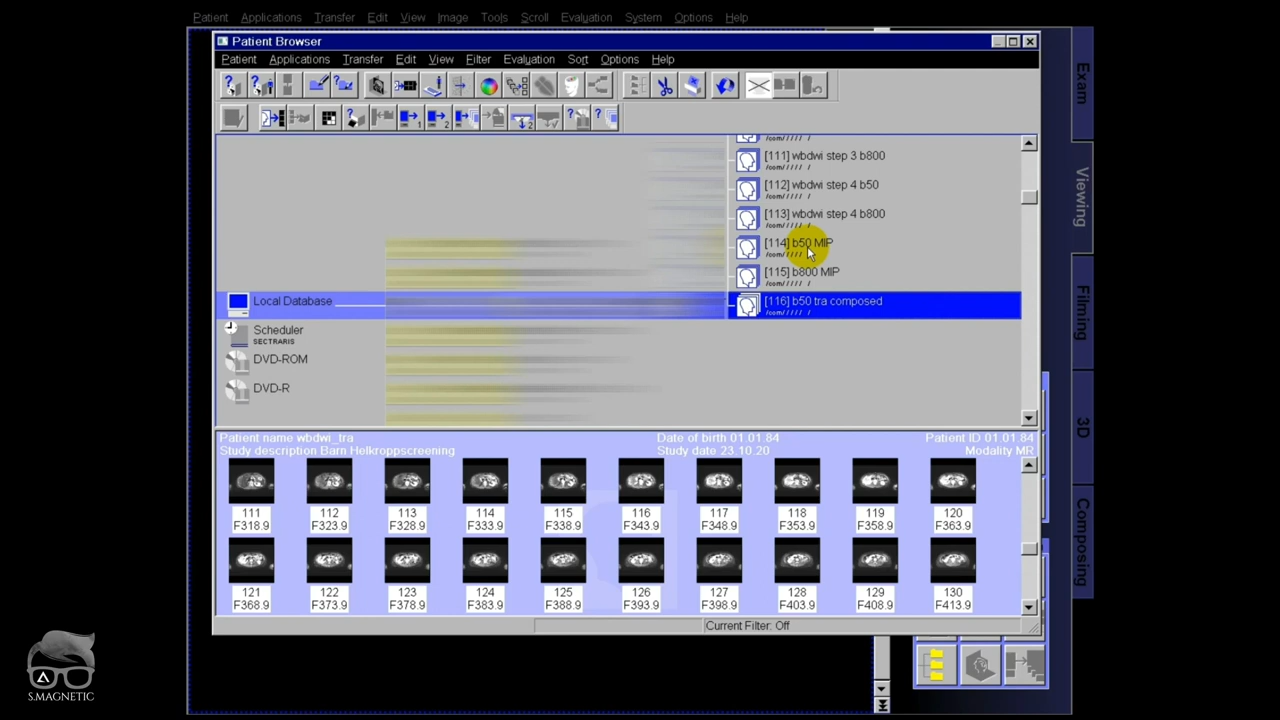 Patient Applications Transfer Edit View Image Tools Scroll Evaluation System Options Help
Patient Browser
Patient Applications Transfer Edit View Filter Evaluation Sort Options Help
[111] wbdwi step 3 b800
/com///// /
[112] wbdwi step 4 b50
/com///// /
[113] wbdwi step 4 b800
/com///// /
[114] b50 MIP
/com///// /
[115] b800 MIP
/com///// /
Local Database
[116] b50 tra composed
/com///// /
Scheduler
SECTRARIS
DVD-ROM
DVD-R
Patient name wbdwi_tra Date of birth 01.01.84 Patient ID 01.01.84
Study description Barn Helkroppscreening Study date 23.10.20 Modality MR
111 112 113 114 115 116 117 118 119 120
F318.9 F323.9 F328.9 F333.9 F338.9 F343.9 F348.9 F353.9 F358.9 F363.9
121 122 123 124 125 126 127 128 129 130
F368.9 F373.9 F378.9 F383.9 F388.9 F393.9 F398.9 F403.9 F408.9 F413.9
Current Filter: Off
Exam
Viewing
Filming
3D
Composing
S.MAGNETIC